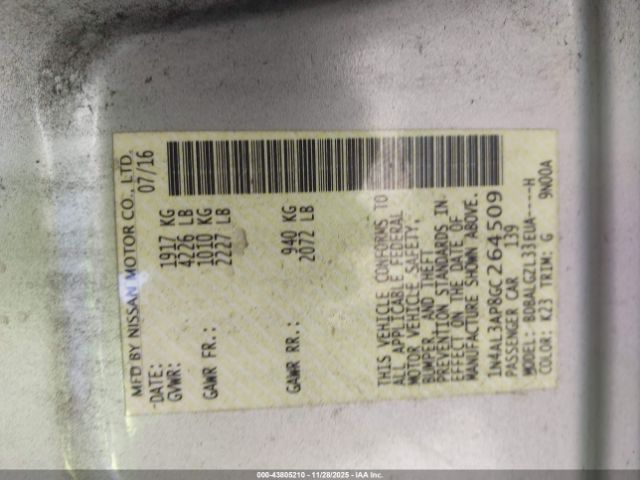 MFD BY NISSAN MOTOR CO., LTD.
DATE: 07/16
GVWR: 1917 KG
4226 LB
GAWR FR.: 1010 KG
2227 LB
GAWR RR.: 940 KG
2072 LB
THIS VEHICLE CONFORMS TO
ALL APPLICABLE FEDERAL
MOTOR VEHICLE SAFETY,
BUMPER, AND THEFT
PREVENTION STANDARDS IN
EFFECT ON THE DATE OF
MANUFACTURE SHOWN ABOVE.
1N4AL3AP8GC264509
PASSENGER CAR 139
MODEL: BDBALGZL33EUA-----H
COLOR: K23 TRIM: G 9N00A
000-43805210 - 11/28/2025 - IAA Inc.